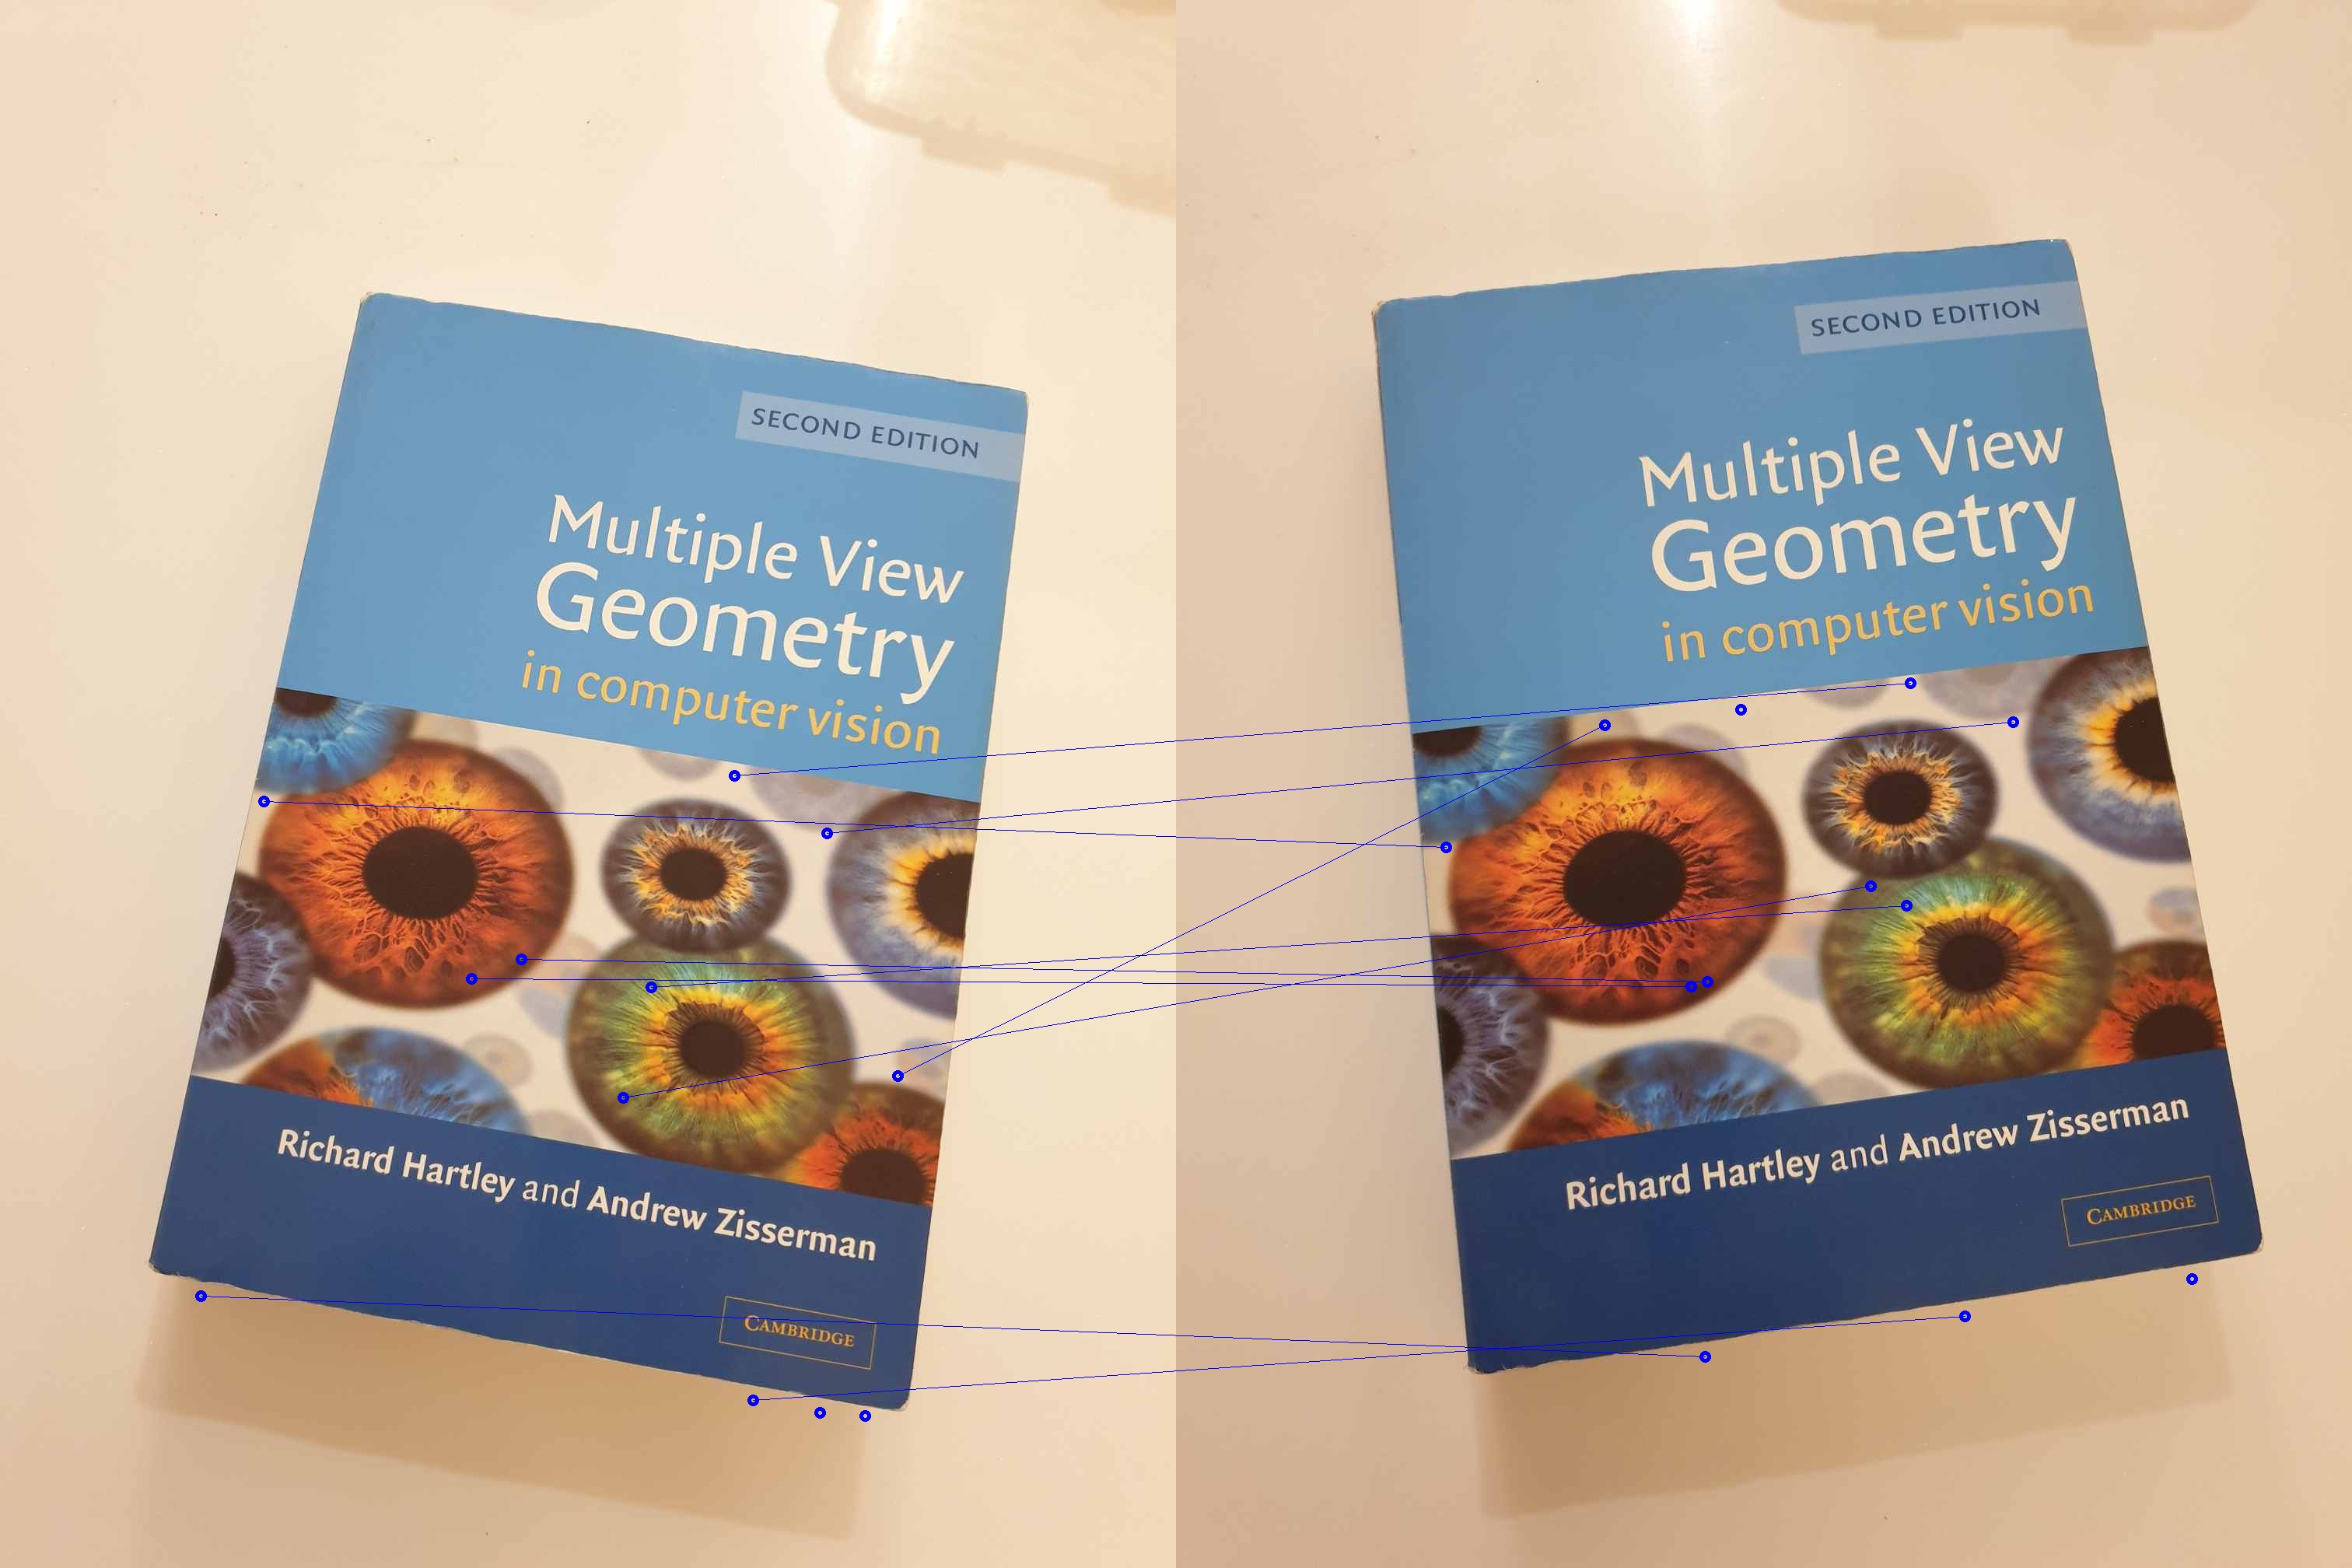 SECOND EDITION
Multiple View
Geometry
in computer vision
Richard Hartley and Andrew Zisserman
CAMBRIDGE
SECOND EDITION
Multiple View
Geometry
in computer vision
Richard Hartley and Andrew Zisserman
CAMBRIDGE